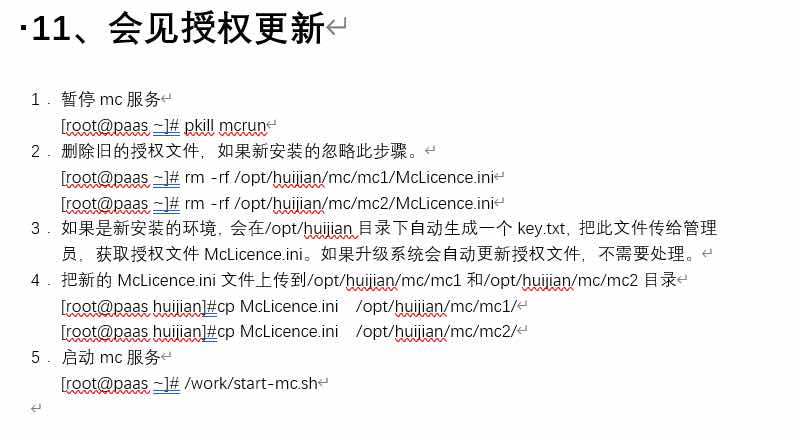 ·11、会见授权更新
1. 暂停 mc 服务
[root@paas ~]# pkill mcrun
2. 删除旧的授权文件，如果新安装的忽略此步骤。
[root@paas ~]# rm -rf /opt/huijian/mc/mc1/McLicence.ini
[root@paas ~]# rm -rf /opt/huijian/mc/mc2/McLicence.ini
3. 如果是新安装的环境，会在/opt/huijian 目录下自动生成一个 key.txt, 把此文件传给管理
员，获取授权文件 McLicence.ini。如果升级系统会自动更新授权文件，不需要处理。
4. 把新的 McLicence.ini 文件上传到/opt/huijian/mc/mc1 和/opt/huijian/mc/mc2 目录
[root@paas huijian]#cp McLicence.ini /opt/huijian/mc/mc1/
[root@paas huijian]#cp McLicence.ini /opt/huijian/mc/mc2/
5. 启动 mc 服务
[root@paas ~]# /work/start-mc.sh